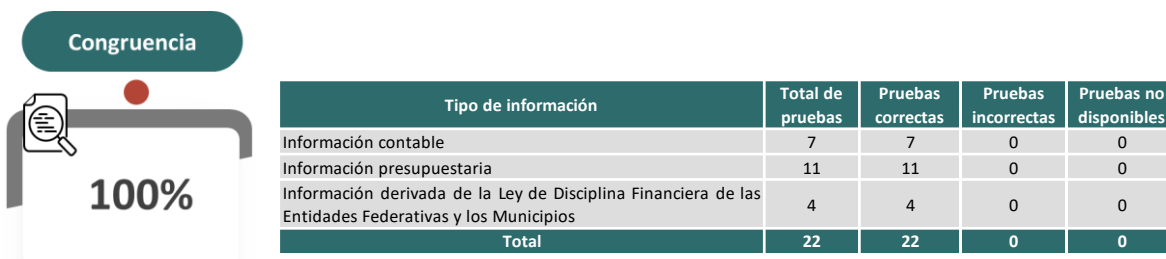 Congruencia
100%
Tipo de información Total de pruebas Pruebas correctas Pruebas incorrectas Pruebas no disponibles
Información contable 7 7 0 0
Información presupuestaria 11 11 0 0
Información derivada de la Ley de Disciplina Financiera de las
Entidades Federativas y los Municipios 4 4 0 0
Total 22 22 0 0